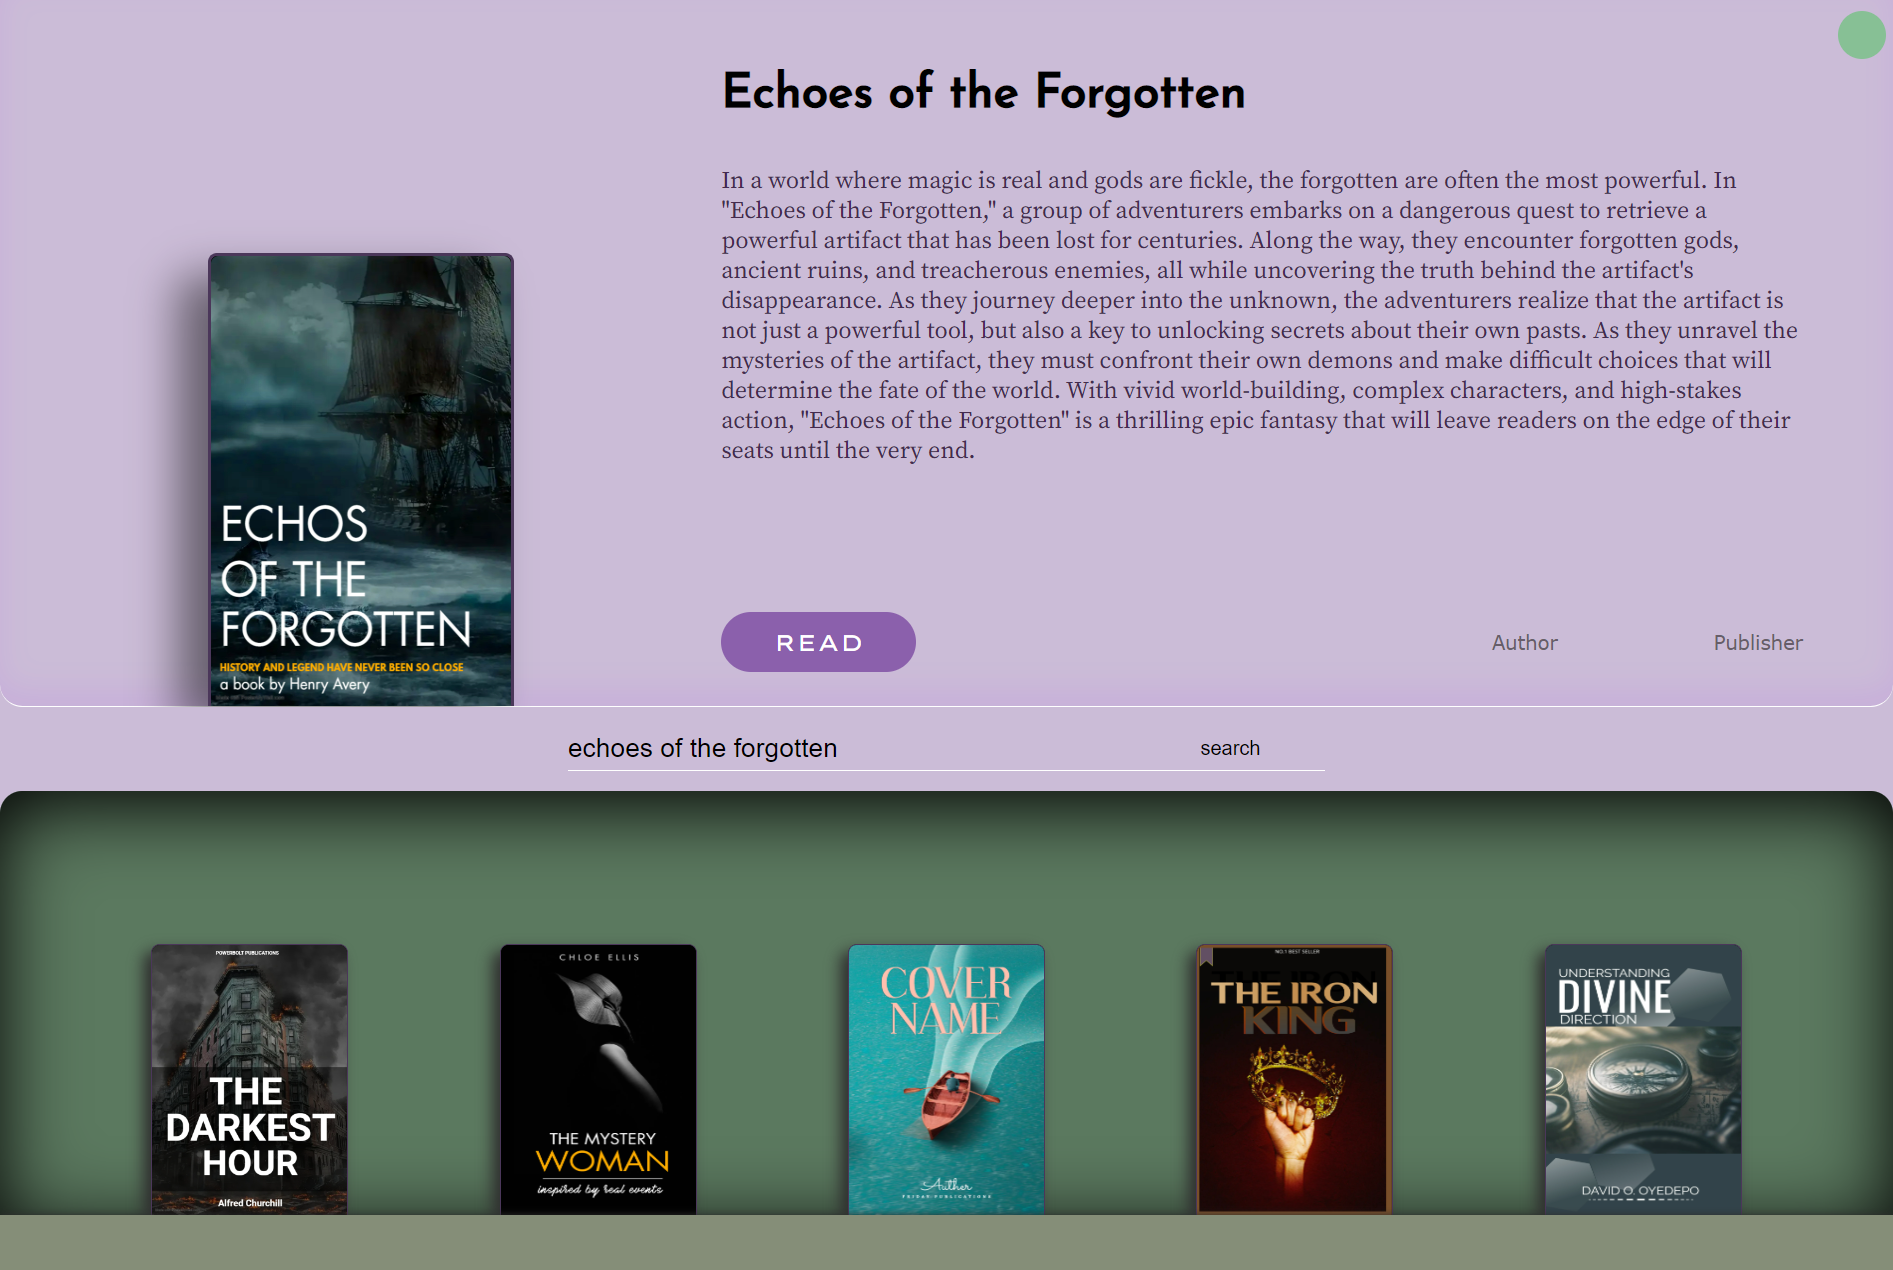 Echoes of the Forgotten
In a world where magic is real and gods are fickle, the forgotten are often the most powerful. In
"Echoes of the Forgotten," a group of adventurers embarks on a dangerous quest to retrieve a
powerful artifact that has been lost for centuries. Along the way, they encounter forgotten gods,
ancient ruins, and treacherous enemies, all while uncovering the truth behind the artifact's
disappearance. As they journey deeper into the unknown, the adventurers realize that the artifact is
not just a powerful tool, but also a key to unlocking secrets about their own pasts. As they unravel the
mysteries of the artifact, they must confront their own demons and make difficult choices that will
determine the fate of the world. With vivid world-building, complex characters, and high-stakes
action, "Echoes of the Forgotten" is a thrilling epic fantasy that will leave readers on the edge of their
seats until the very end.
ECHOS
OF THE
FORGOTTEN
HISTORY AND LEGEND HAVE NEVER BEEN SO CLOSE
a book by Henry Avery
READ
Author
Publisher
echoes of the forgotten
search
POWERBOLT PUBLICATIONS
THE
DARKEST
HOUR
Alfred Churchill
CHLOE ELLIS
THE MYSTERY
WOMAN
inspired by real events
COVER
NAME
Author
FRIDAY PUBLICATIONS
NO.1 BEST SELLER
THE IRON
KING
UNDERSTANDING
DIVINE
DIRECTION
DAVID O. OYEDEPO